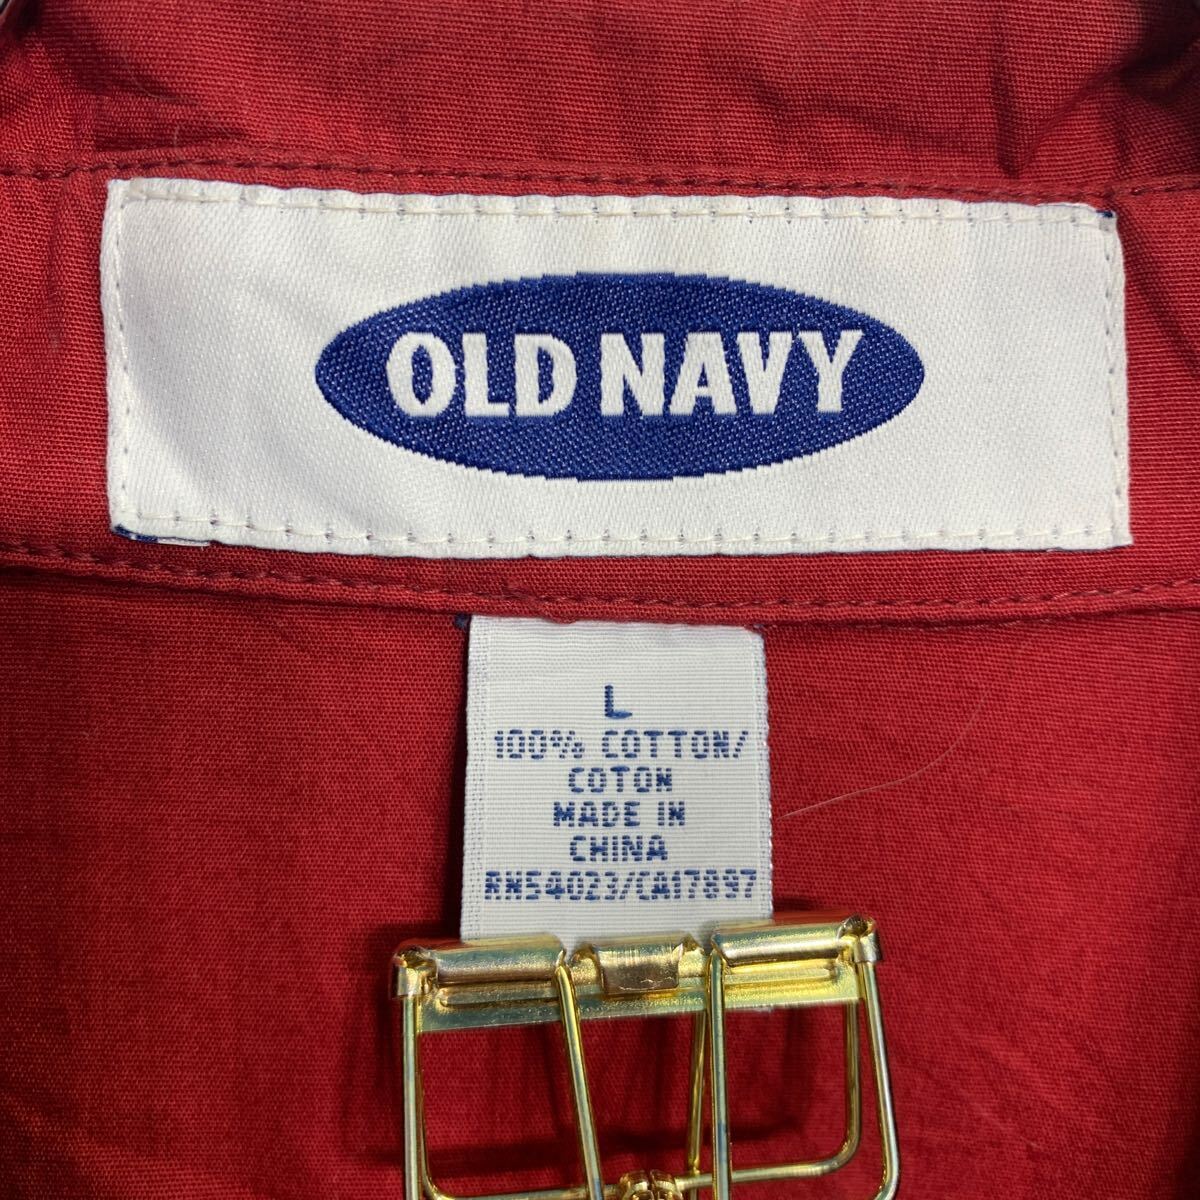 OLD NAVY
L
100% COTTON/
COTON
MADE IN
CHINA
RN54023/CA17897